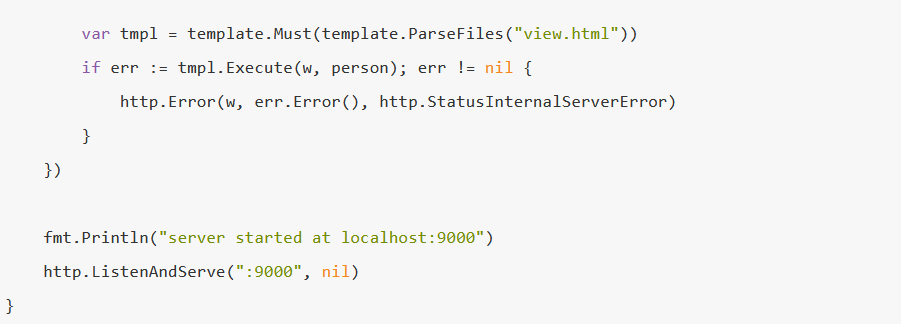 var tmpl = template.Must(template.ParseFiles("view.html"))
if err := tmpl.Execute(w, person); err != nil {
http.Error(w, err.Error(), http.StatusInternalServerError)
}
})
fmt.Println("server started at localhost:9000")
http.ListenAndServe(":9000", nil)
}